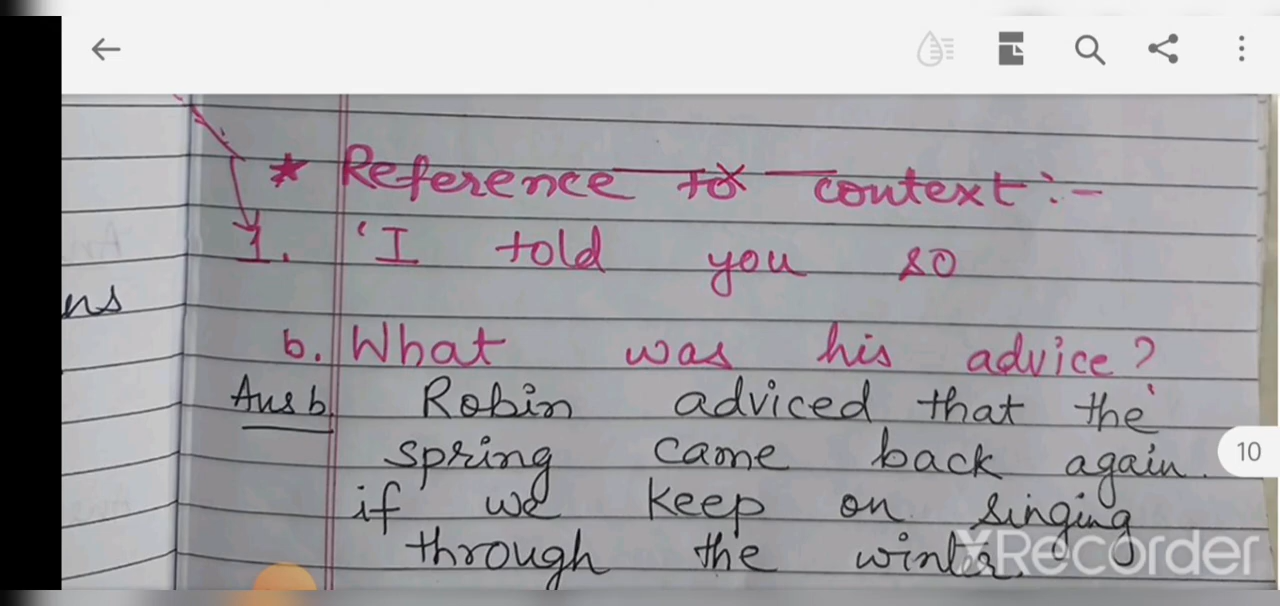 * Reference to context :-
1. 'I told you so
ns
b. What was his advice?
Ans b. Robin adviced that the
spring came back again
10
if we keep on singing
through the winter.
XRecorder